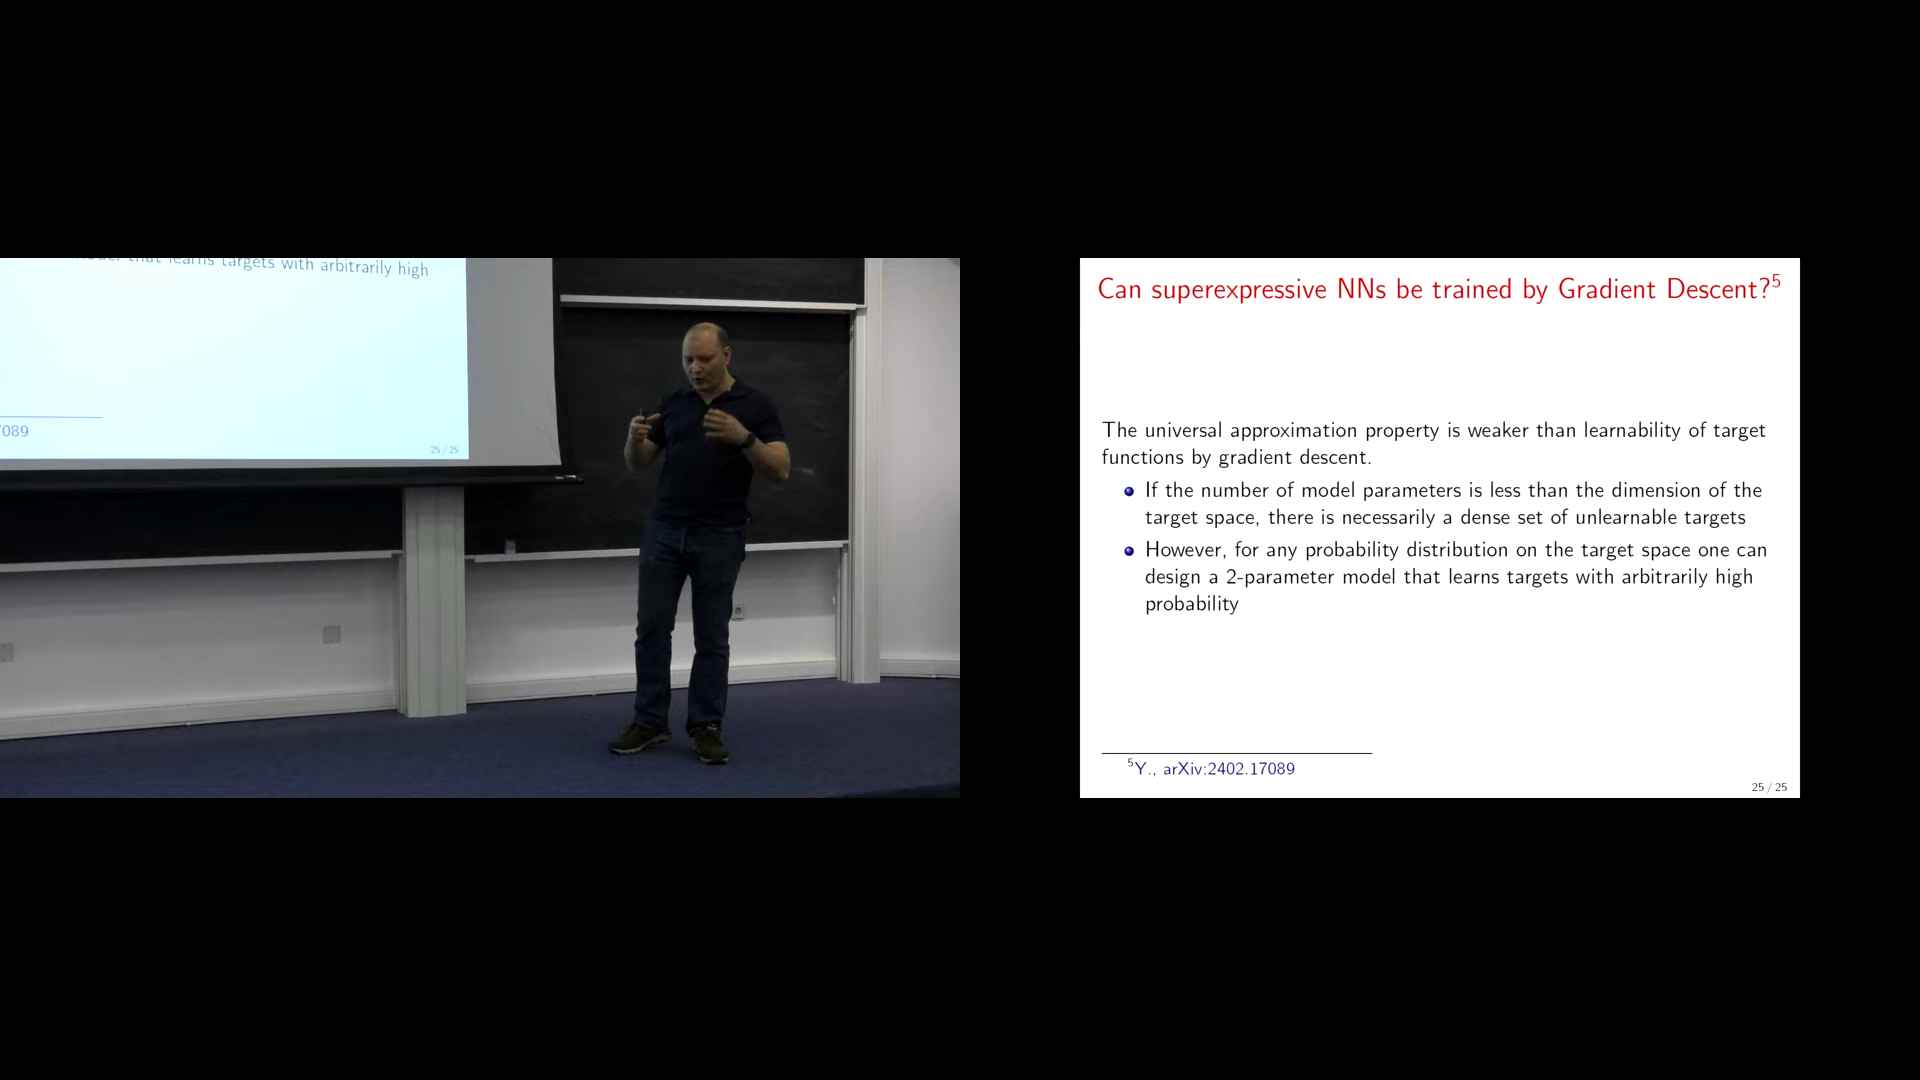 model that learns targets with arbitrarily high
7089
25 / 25
Can superexpressive NNs be trained by Gradient Descent?⁵
The universal approximation property is weaker than learnability of target
functions by gradient descent.
If the number of model parameters is less than the dimension of the
target space, there is necessarily a dense set of unlearnable targets
However, for any probability distribution on the target space one can
design a 2-parameter model that learns targets with arbitrarily high
probability
⁵Y., arXiv:2402.17089
25 / 25